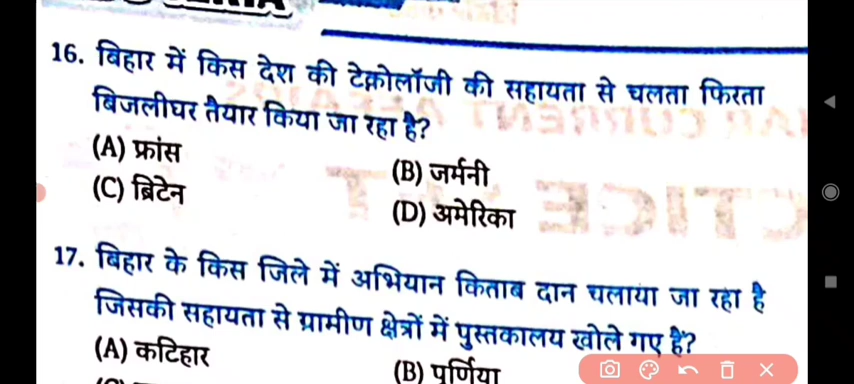 16. बिहार में किस देश की टेक्नोलॉजी की सहायता से चलता फिरता
बिजलीघर तैयार किया जा रहा है?
(A) फ्रांस
(B) जर्मनी
(C) ब्रिटेन
(D) अमेरिका
17. बिहार के किस जिले में अभियान किताब दान चलाया जा रहा है
जिसकी सहायता से ग्रामीण क्षेत्रों में पुस्तकालय खोले गए हैं?
(A) कटिहार
(B) पूर्णिया